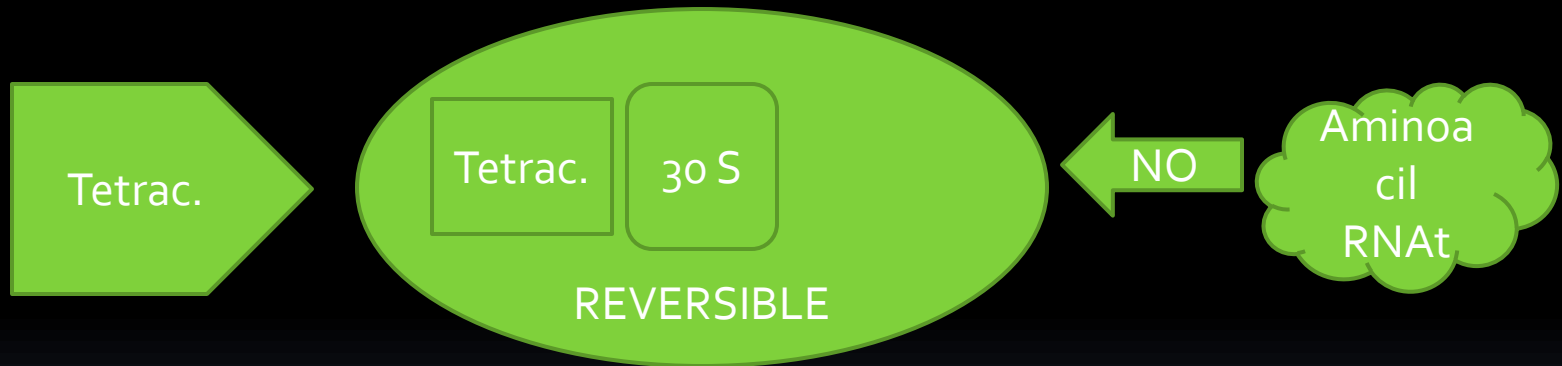 Tetrac.
Tetrac.
30 S
REVERSIBLE
NO
Aminoa
cil
RNAt